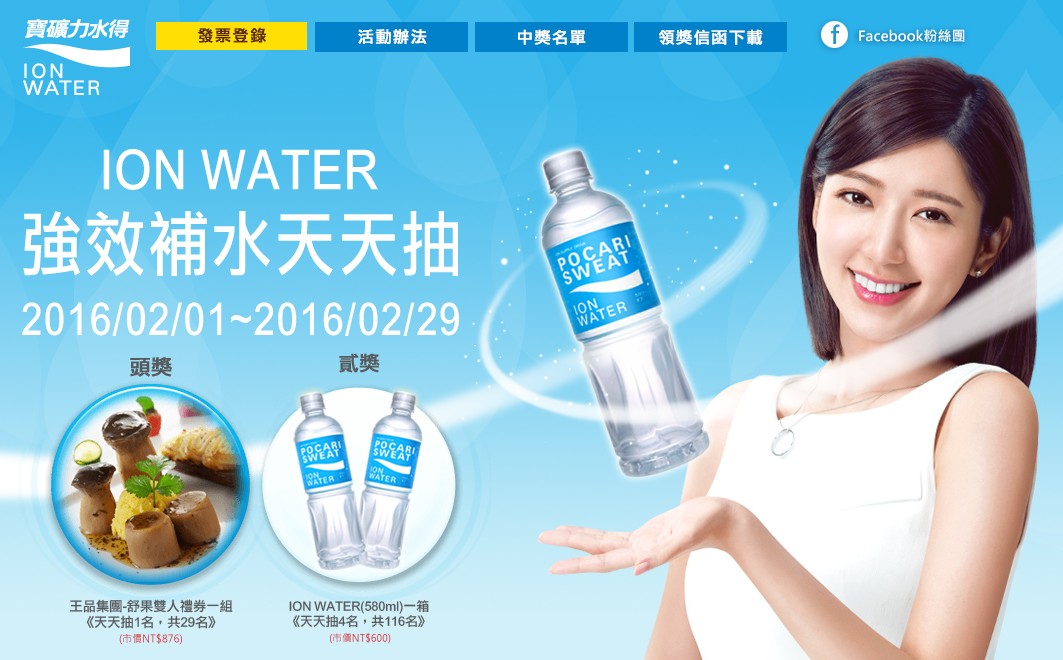 寶礦力水得
ION
WATER
發票登錄
活動辦法
中獎名單
領獎信函下載
f
Facebook粉絲團
ION WATER
強效補水天天抽
2016/02/01~2016/02/29
POCARI
SWEAT
ION
WATER
頭獎
貳獎
POCARI
SWEAT
ION
WATER
POCARI
SWEAT
ION
WATER
王品集團-舒果雙人禮券一組
《天天抽1名，共29名》
(市價NT$876)
ION WATER(580ml)一箱
《天天抽4名，共116名》
(市價NT$600)